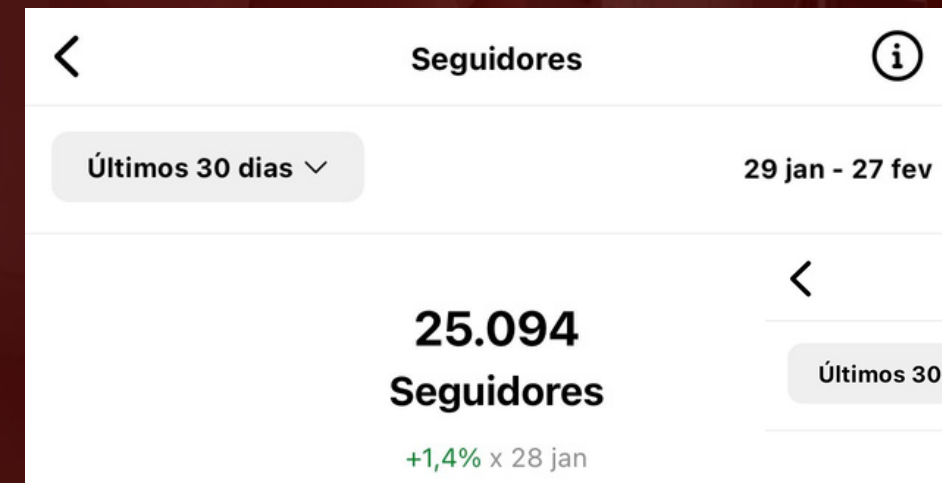 Seguidores
Últimos 30 dias
29 jan - 27 fev
25.094
Seguidores
+1,4% x 28 jan
Últimos 30